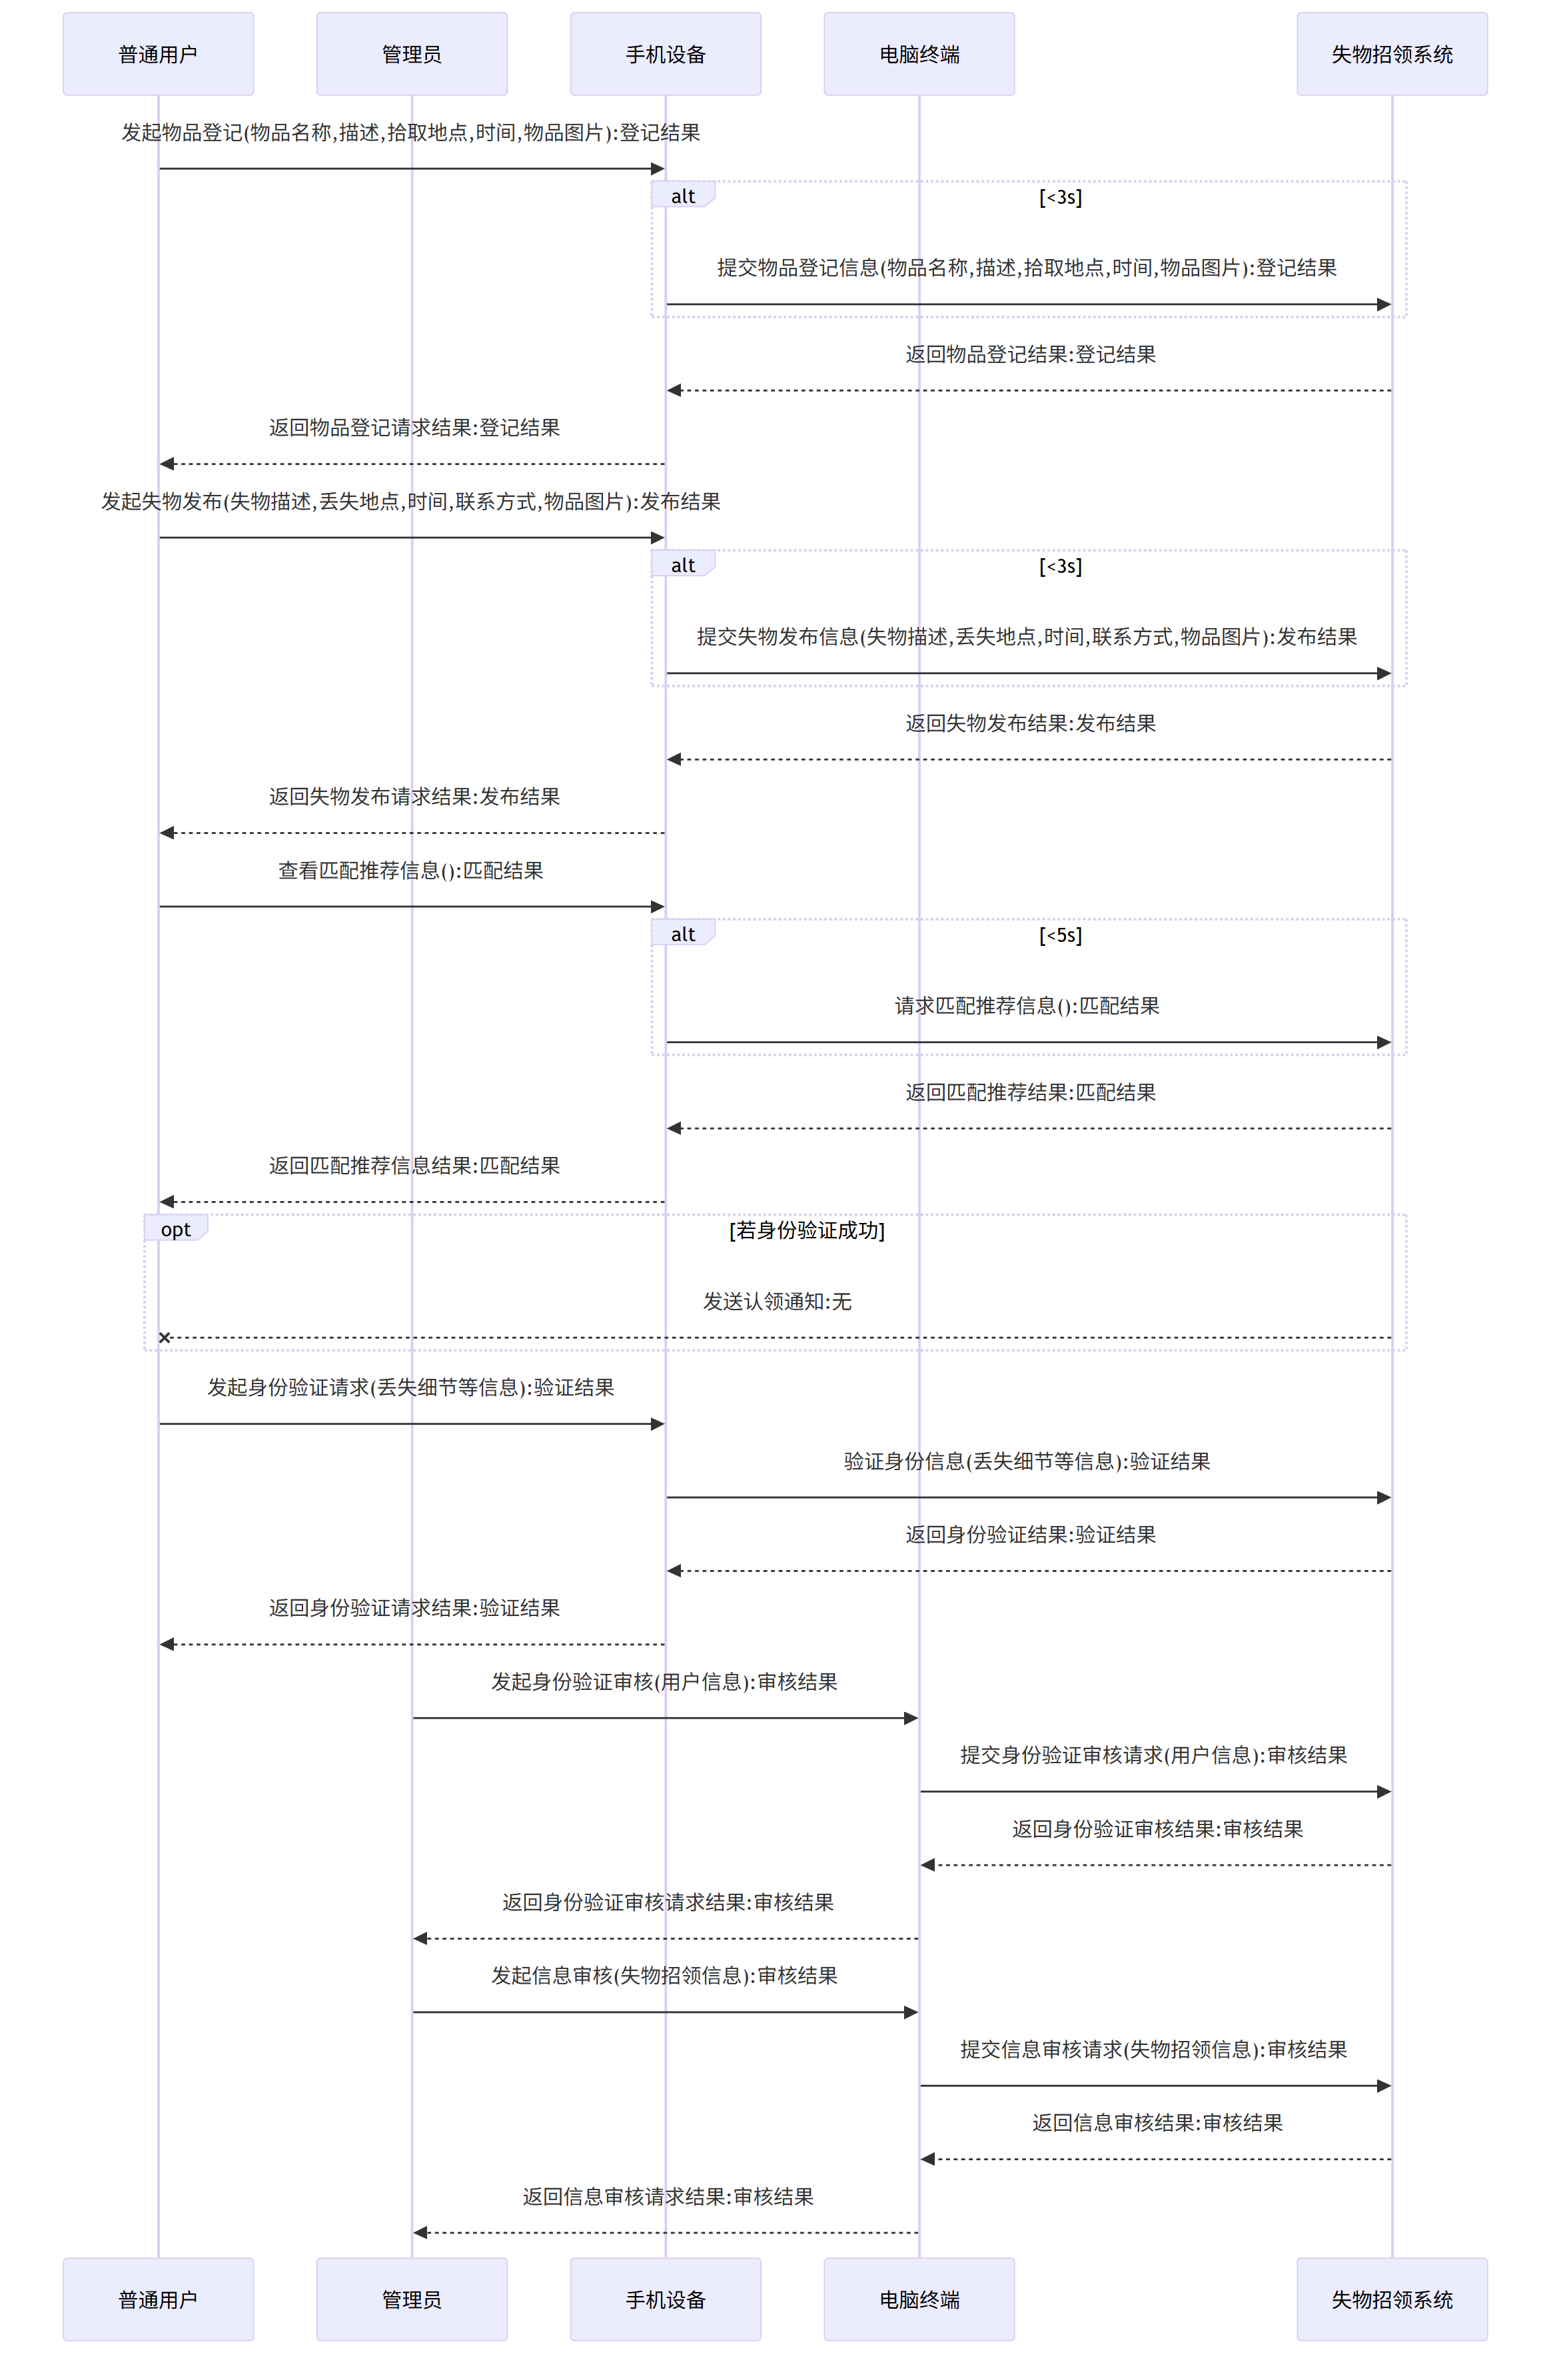 普通用户
管理员
手机设备
电脑终端
失物招领系统
发起物品登记(物品名称,描述,拾取地点,时间,物品图片):登记结果
alt
[<3s]
提交物品登记信息(物品名称,描述,拾取地点,时间,物品图片):登记结果
返回物品登记结果:登记结果
返回物品登记请求结果:登记结果
发起失物发布(失物描述,丢失地点,时间,联系方式,物品图片):发布结果
alt
[<3s]
提交失物发布信息(失物描述,丢失地点,时间,联系方式,物品图片):发布结果
返回失物发布结果:发布结果
返回失物发布请求结果:发布结果
查看匹配推荐信息():匹配结果
alt
[<5s]
请求匹配推荐信息():匹配结果
返回匹配推荐结果:匹配结果
返回匹配推荐信息结果:匹配结果
opt
[若身份验证成功]
发送认领通知:无
发起身份验证请求(丢失细节等信息):验证结果
验证身份信息(丢失细节等信息):验证结果
返回身份验证结果:验证结果
返回身份验证请求结果:验证结果
发起身份验证审核(用户信息):审核结果
提交身份验证审核请求(用户信息):审核结果
返回身份验证审核结果:审核结果
返回身份验证审核请求结果:审核结果
发起信息审核(失物招领信息):审核结果
提交信息审核请求(失物招领信息):审核结果
返回信息审核结果:审核结果
返回信息审核请求结果:审核结果
普通用户
管理员
手机设备
电脑终端
失物招领系统